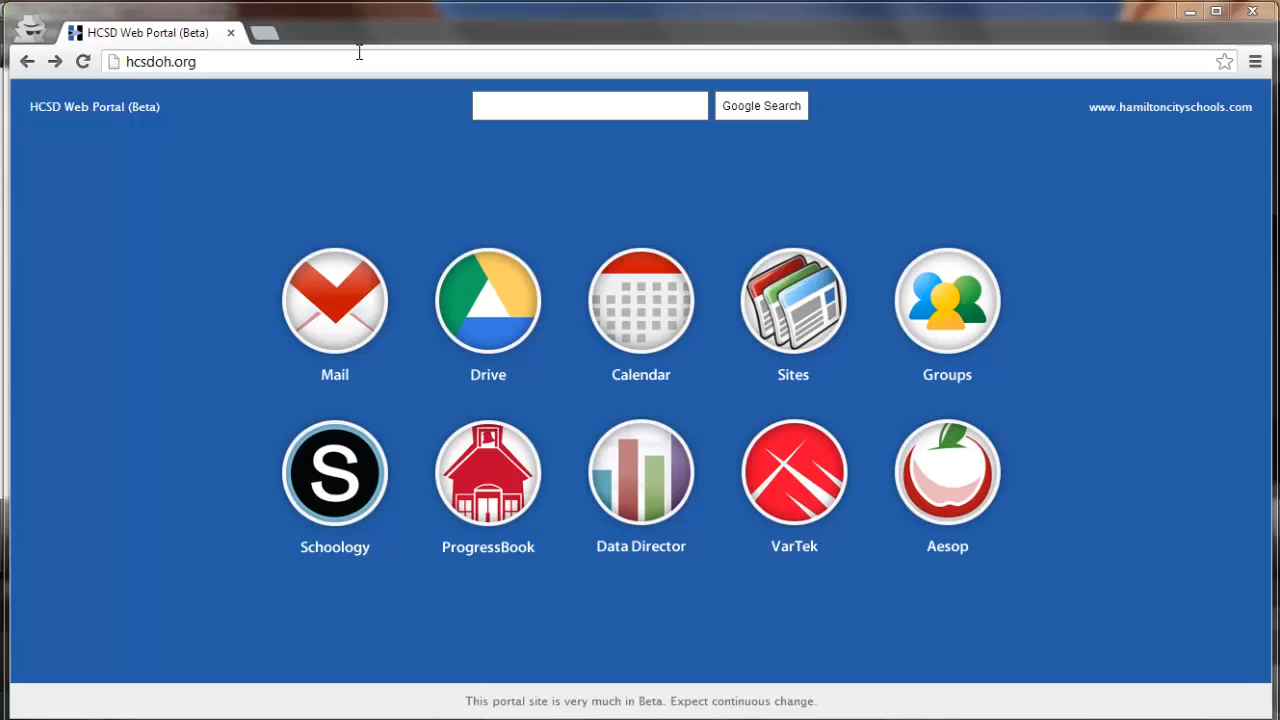 HCSD Web Portal (Beta)
hcsdoh.org
HCSD Web Portal (Beta)
Google Search
www.hamiltoncityschools.com
Mail
Drive
Calendar
Sites
Groups
S
Schoology
ProgressBook
Data Director
VarTek
Aesop
This portal site is very much in Beta. Expect continuous change.